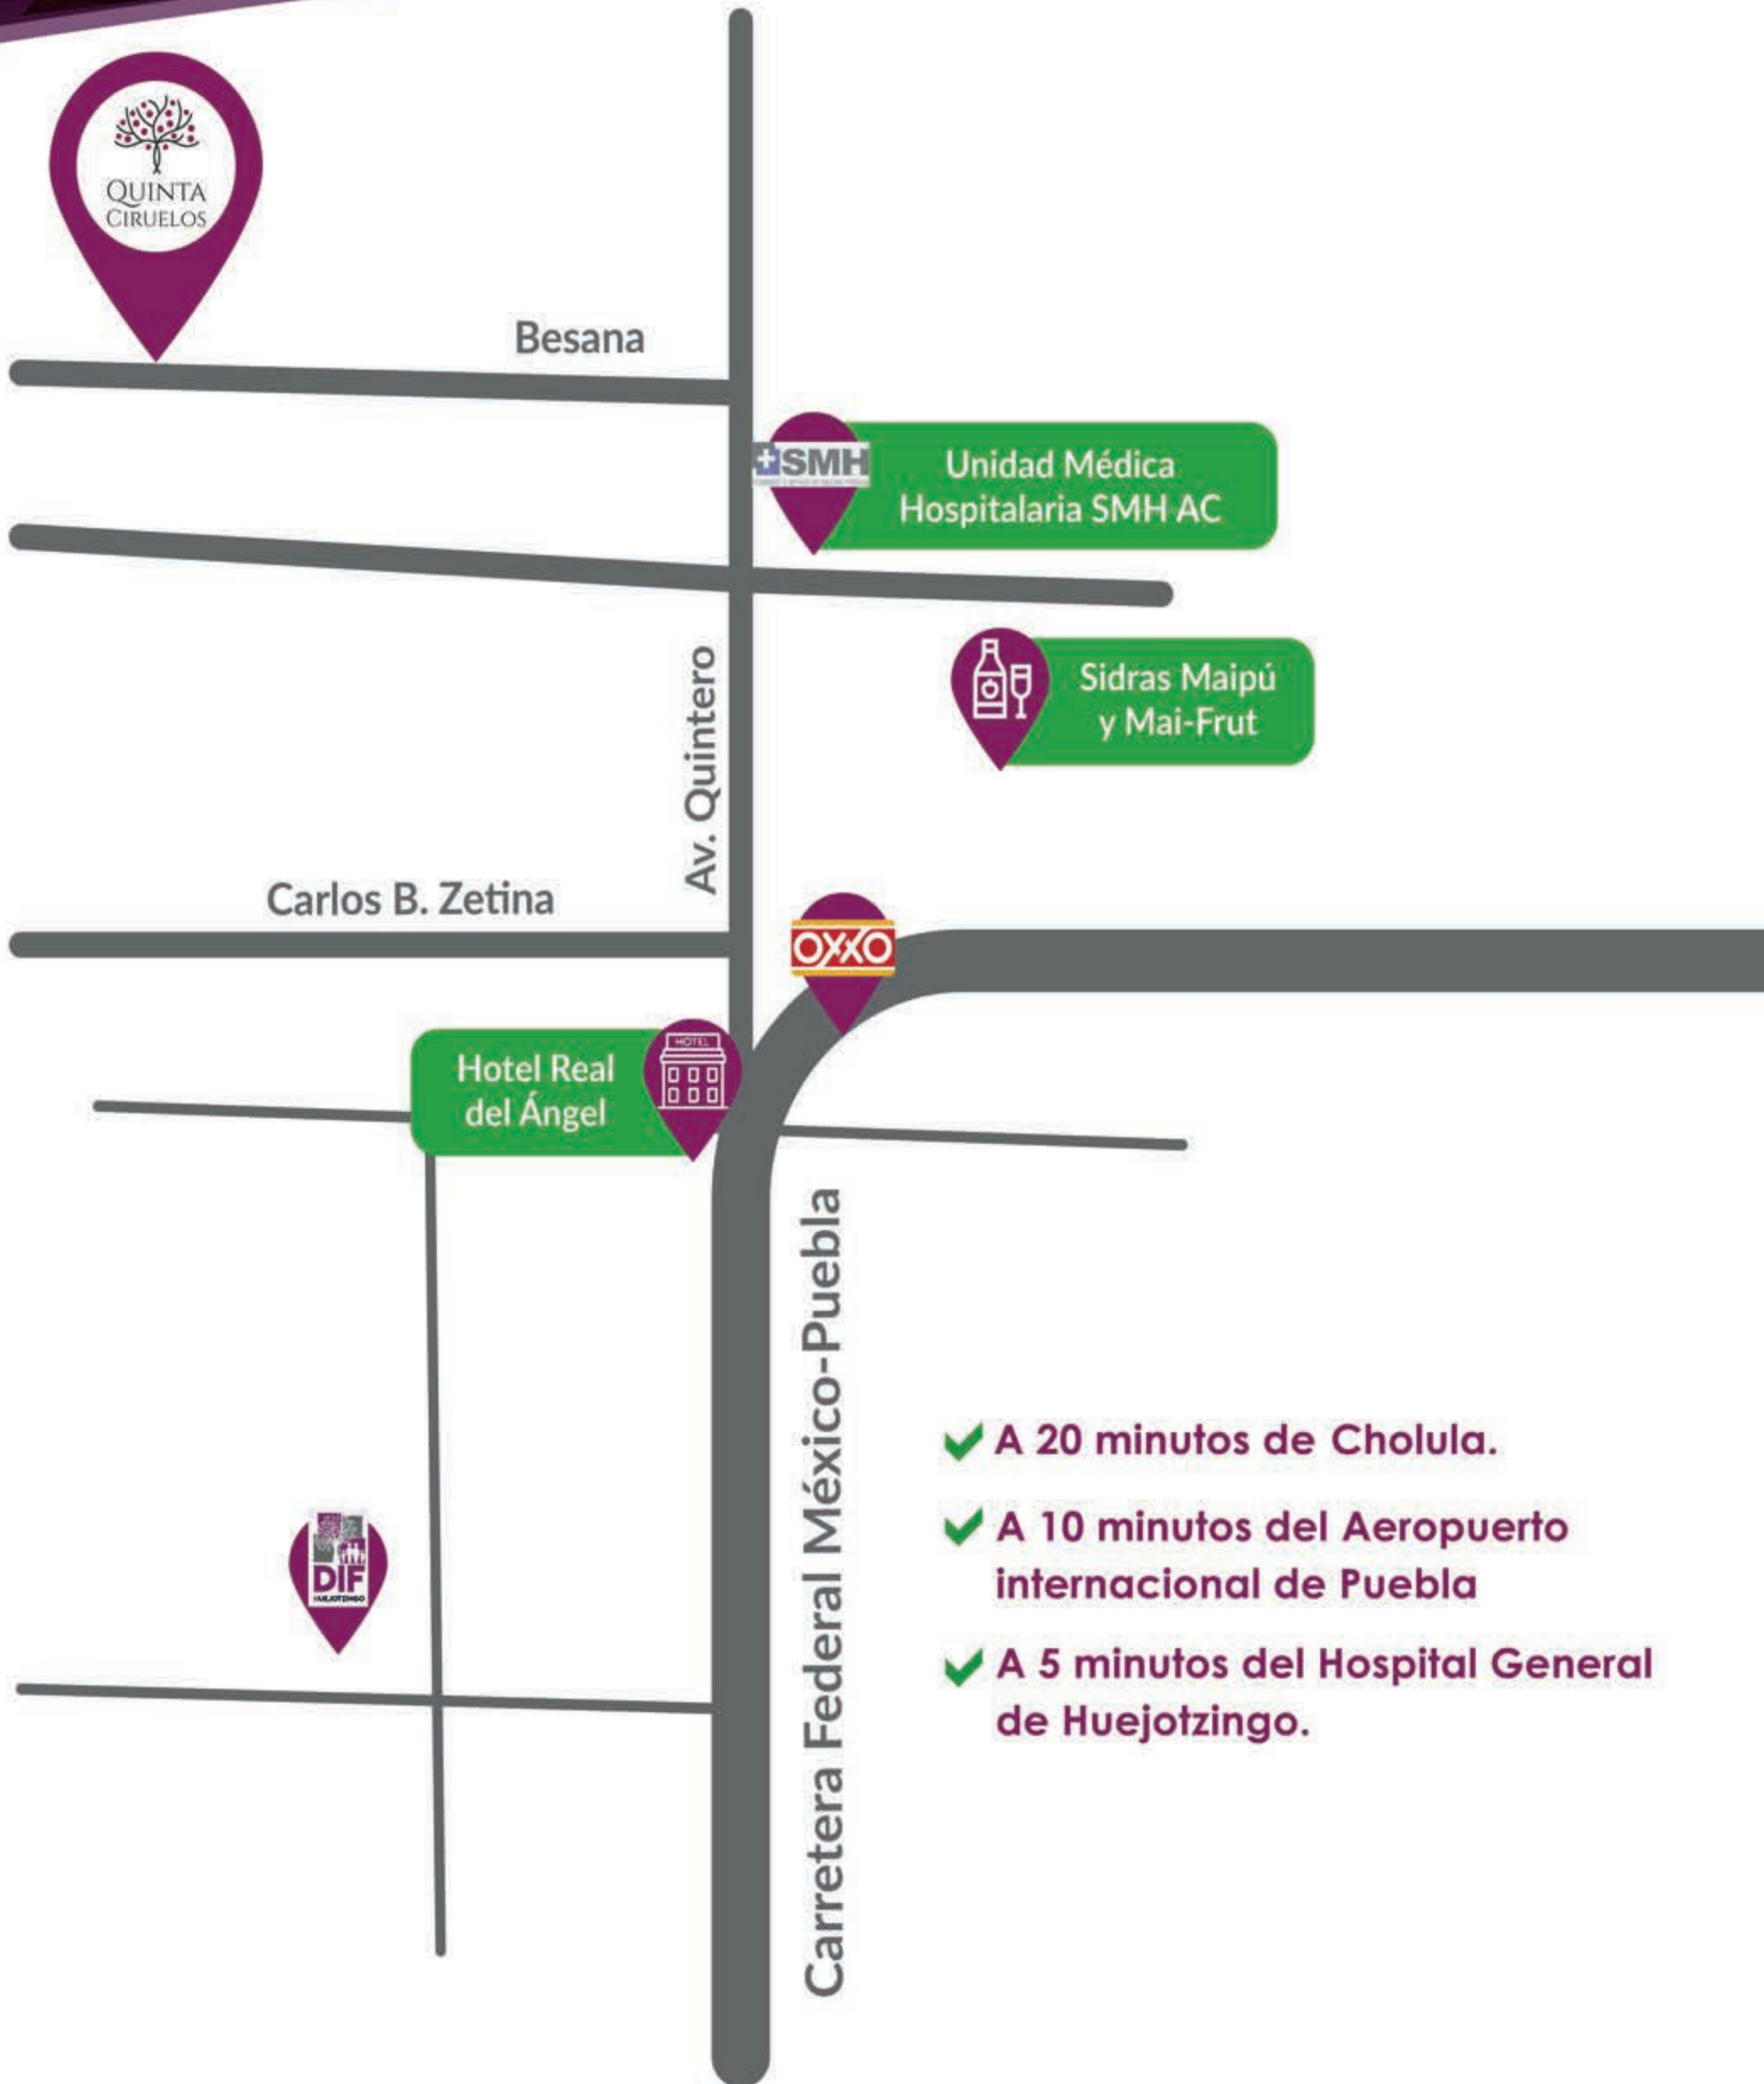 QUINTA
CIRUELOS
Besana
SMH
Unidad Médica
Hospitalaria SMH AC
Sidras Maipú
y Mai-Frut
Av. Quintero
Carlos B. Zetina
OXXO
HOTEL
Hotel Real
del Ángel
Carretera Federal México-Puebla
A 20 minutos de Cholula.
A 10 minutos del Aeropuerto
internacional de Puebla
A 5 minutos del Hospital General
de Huejotzingo.
DIF
HUEJOTZINGO